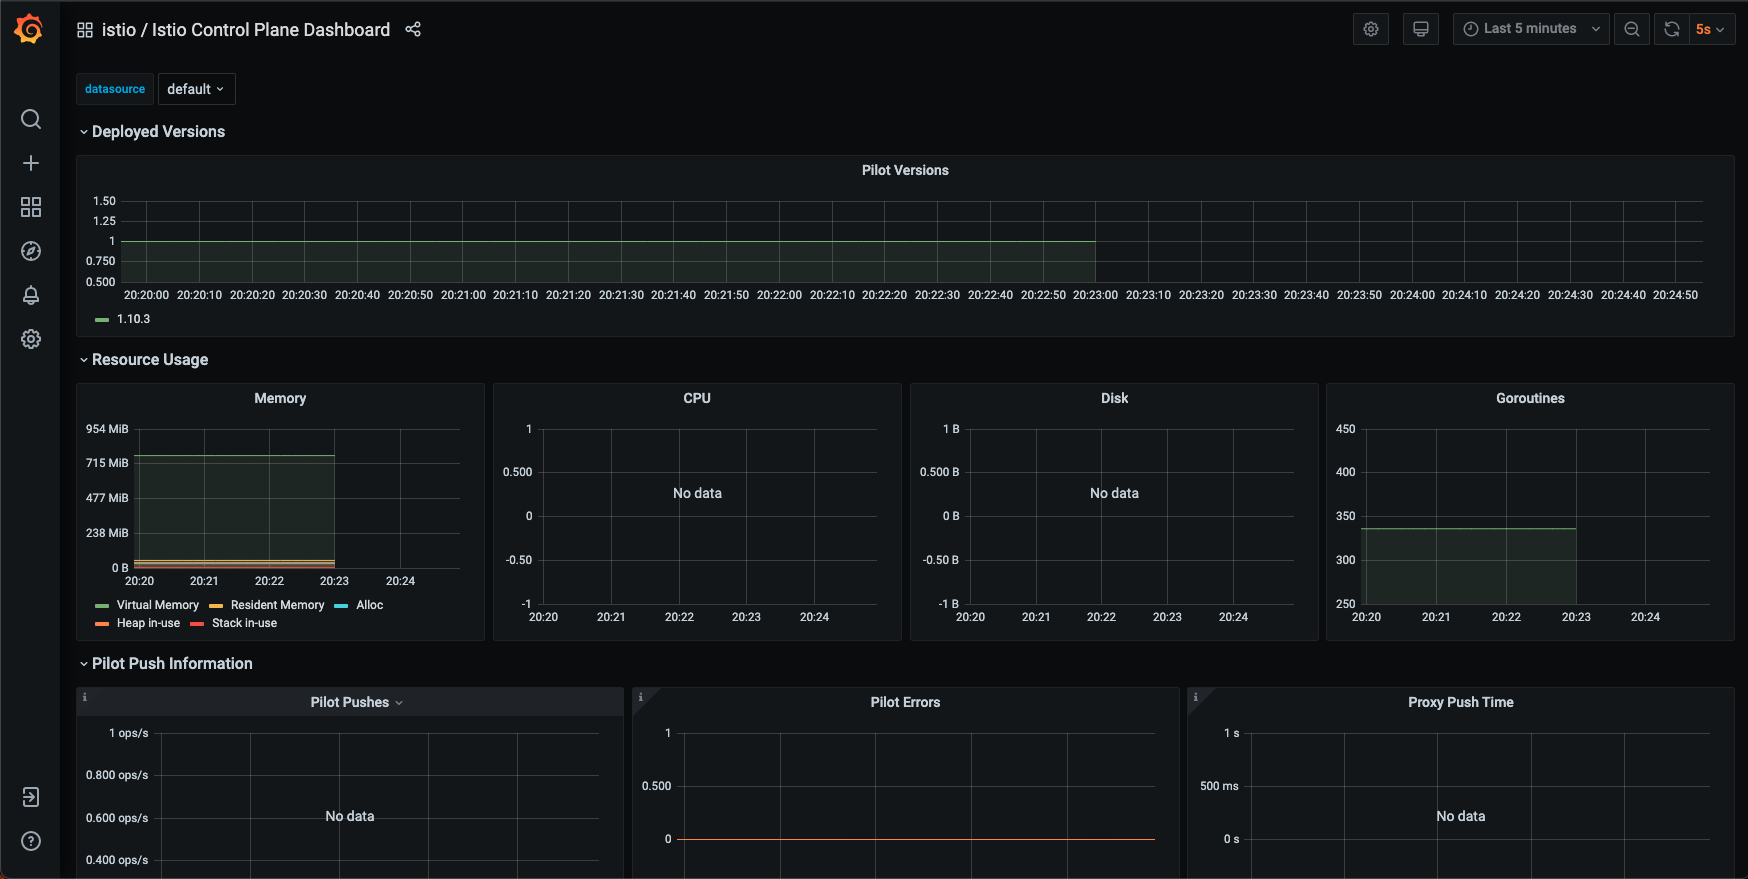 istio / Istio Control Plane Dashboard
Last 5 minutes
5s
datasource
default
Deployed Versions
Pilot Versions
1.50
1.25
1
0.750
0.500
20:20:00 20:20:10 20:20:20 20:20:30 20:20:40 20:20:50 20:21:00 20:21:10 20:21:20 20:21:30 20:21:40 20:21:50 20:22:00 20:22:10 20:22:20 20:22:30 20:22:40 20:22:50 20:23:00 20:23:10 20:23:20 20:23:30 20:23:40 20:23:50 20:24:00 20:24:10 20:24:20 20:24:30 20:24:40 20:24:50
1.10.3
Resource Usage
Memory
954 MiB
715 MiB
477 MiB
238 MiB
0 B
20:20 20:21 20:22 20:23 20:24
Virtual Memory Resident Memory Alloc
Heap in-use Stack in-use
CPU
1
0.500
No data
0
-0.50
-1
20:20 20:21 20:22 20:23 20:24
Disk
1 B
0.500 B
No data
0 B
-0.50 B
-1 B
20:20 20:21 20:22 20:23 20:24
Goroutines
450
400
350
300
250
20:20 20:21 20:22 20:23 20:24
Pilot Push Information
i
Pilot Pushes
1 ops/s
0.800 ops/s
0.600 ops/s
No data
0.400 ops/s
i
Pilot Errors
1
0.500
0
i
Proxy Push Time
1 s
500 ms
No data
0 s